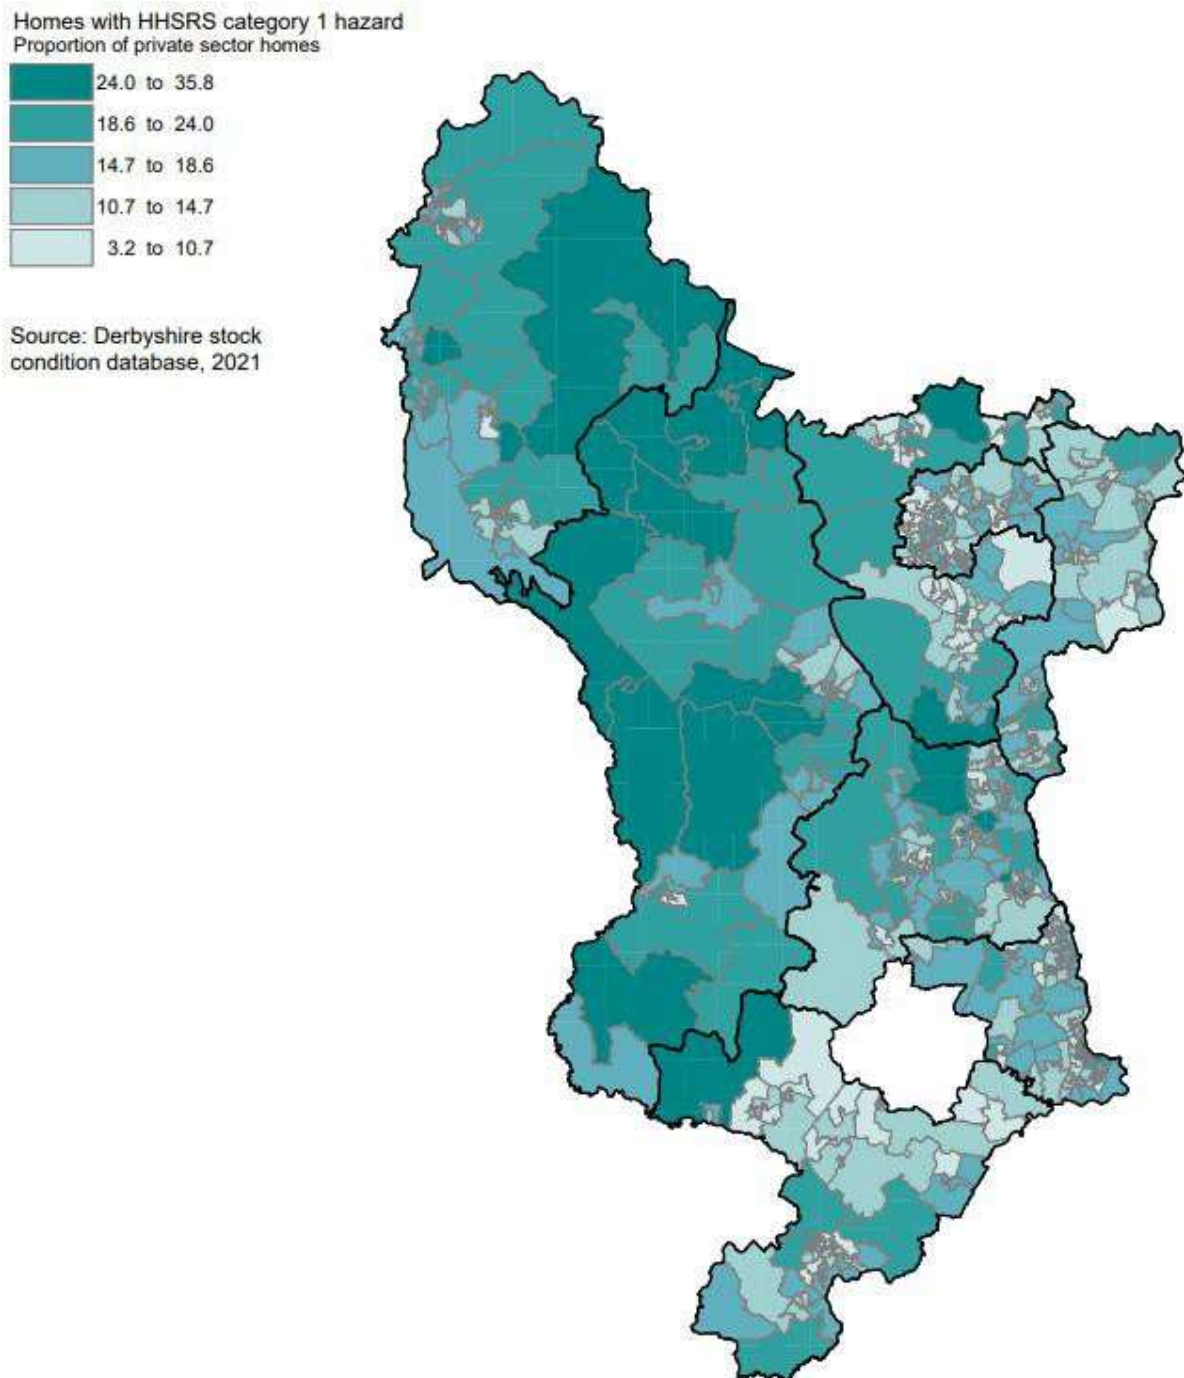 Homes with HHSRS category 1 hazard
Proportion of private sector homes
24.0 to 35.8
18.6 to 24.0
14.7 to 18.6
10.7 to 14.7
3.2 to 10.7
Source: Derbyshire stock
condition database, 2021